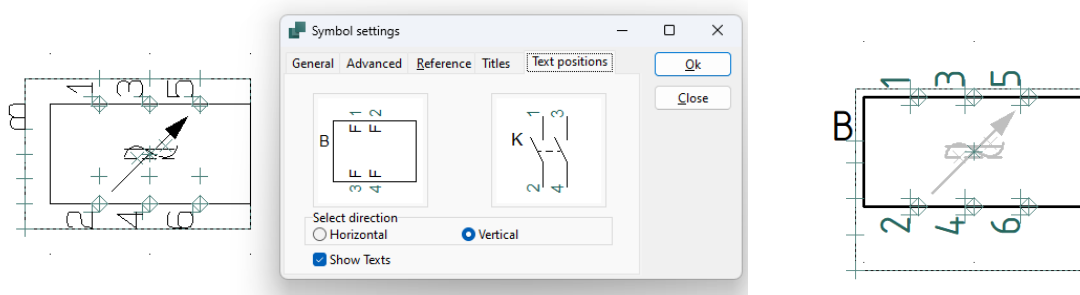 1 3 5
B
2 4 6
Symbol settings
General Advanced Reference Titles Text positions
Ok
Close
1 2
F F
B
F F
3 4
1 3
K
2 4
Select direction
Horizontal Vertical
Show Texts
1 3 5
B
2 4 6